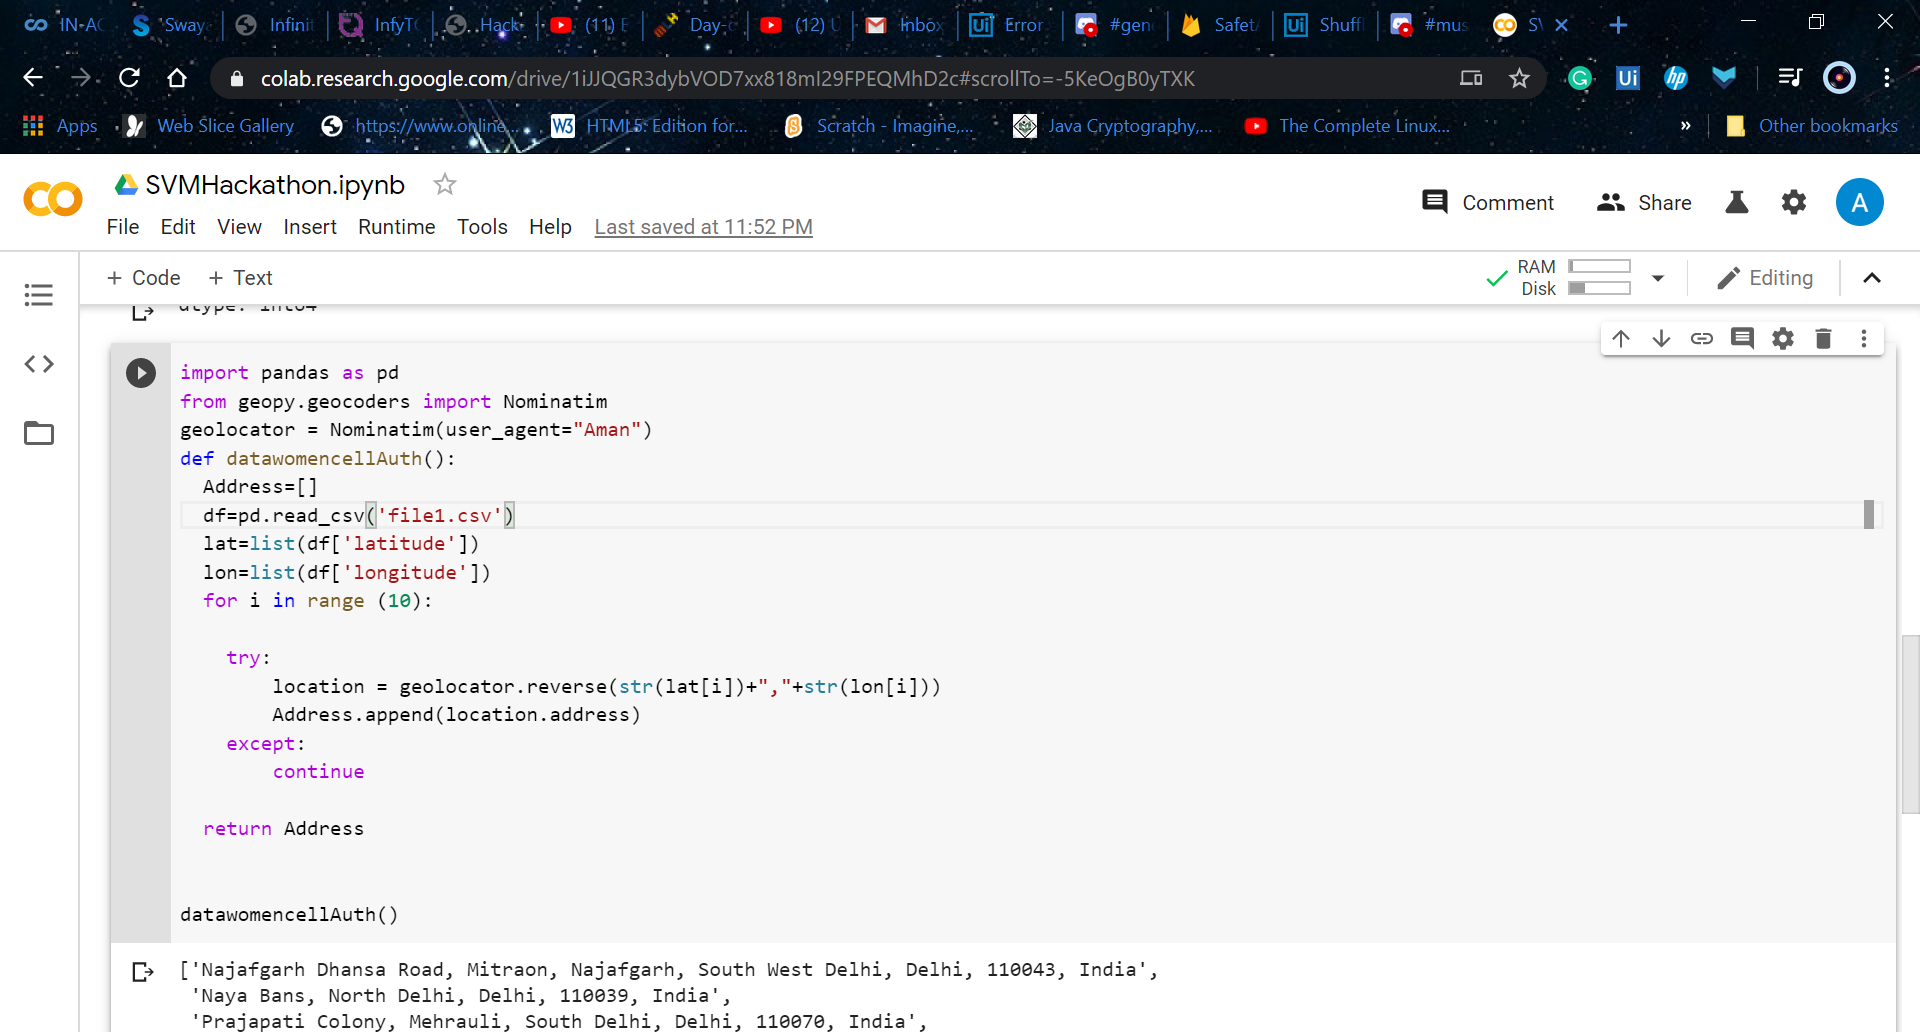 IN-AC Sway Infinit InfyT Hack (11) E Day- (12) U Inbox Error #gen Safet Shuff #mus SV
colab.research.google.com/drive/1iJJQGR3dybVOD7xx818mI29FPEQMhD2c#scrollTo=-5KeOgB0yTXK
Apps Web Slice Gallery https://www.online... W3 HTML5: Edition for... Scratch - Imagine,... Java Cryptography,... The Complete Linux... » Other bookmarks
SVMHackathon.ipynb
Comment Share A
File Edit View Insert Runtime Tools Help Last saved at 11:52 PM
+ Code + Text RAM Disk Editing
dtype: int64
import pandas as pd
from geopy.geocoders import Nominatim
geolocator = Nominatim(user_agent="Aman")
def datawomencellAuth():
Address=[]
df=pd.read_csv('file1.csv')
lat=list(df['latitude'])
lon=list(df['longitude'])
for i in range (10):
try:
location = geolocator.reverse(str(lat[i])+","+str(lon[i]))
Address.append(location.address)
except:
continue
return Address
datawomencellAuth()
['Najafgarh Dhansa Road, Mitraon, Najafgarh, South West Delhi, Delhi, 110043, India',
'Naya Bans, North Delhi, Delhi, 110039, India',
'Prajapati Colony, Mehrauli, South Delhi, Delhi, 110070, India',